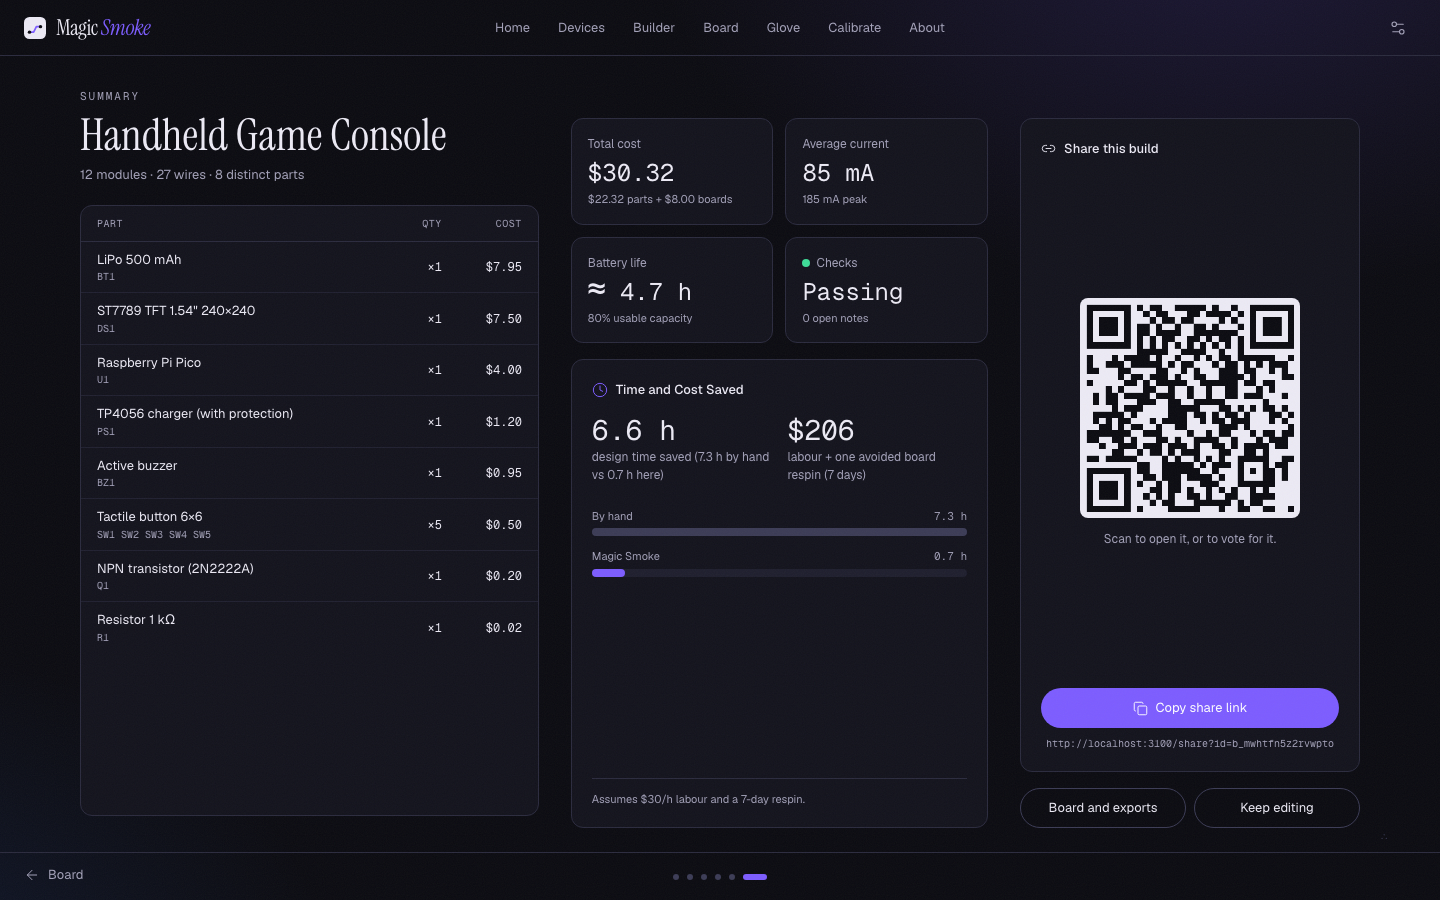 Magic Smoke
Home
Devices
Builder
Board
Glove
Calibrate
About
SUMMARY
Handheld Game Console
12 modules · 27 wires · 8 distinct parts
PART QTY COST
LiPo 500 mAh ×1 $7.95
BT1
ST7789 TFT 1.54" 240×240 ×1 $7.50
DS1
Raspberry Pi Pico ×1 $4.00
U1
TP4056 charger (with protection) ×1 $1.20
PS1
Active buzzer ×1 $0.95
BZ1
Tactile button 6×6 ×5 $0.50
SW1 SW2 SW3 SW4 SW5
NPN transistor (2N2222A) ×1 $0.20
Q1
Resistor 1 kΩ ×1 $0.02
R1
Total cost
$30.32
$22.32 parts + $8.00 boards
Average current
85 mA
185 mA peak
Battery life
≈ 4.7 h
80% usable capacity
Checks
Passing
0 open notes
Time and Cost Saved
6.6 h
design time saved (7.3 h by hand
vs 0.7 h here)
$206
labour + one avoided board
respin (7 days)
By hand 7.3 h
Magic Smoke 0.7 h
Assumes $30/h labour and a 7-day respin.
Share this build
Scan to open it, or to vote for it.
Copy share link
http://localhost:3100/share?id=b_mwhtfn5z2rvwpto
Board and exports
Keep editing
Board